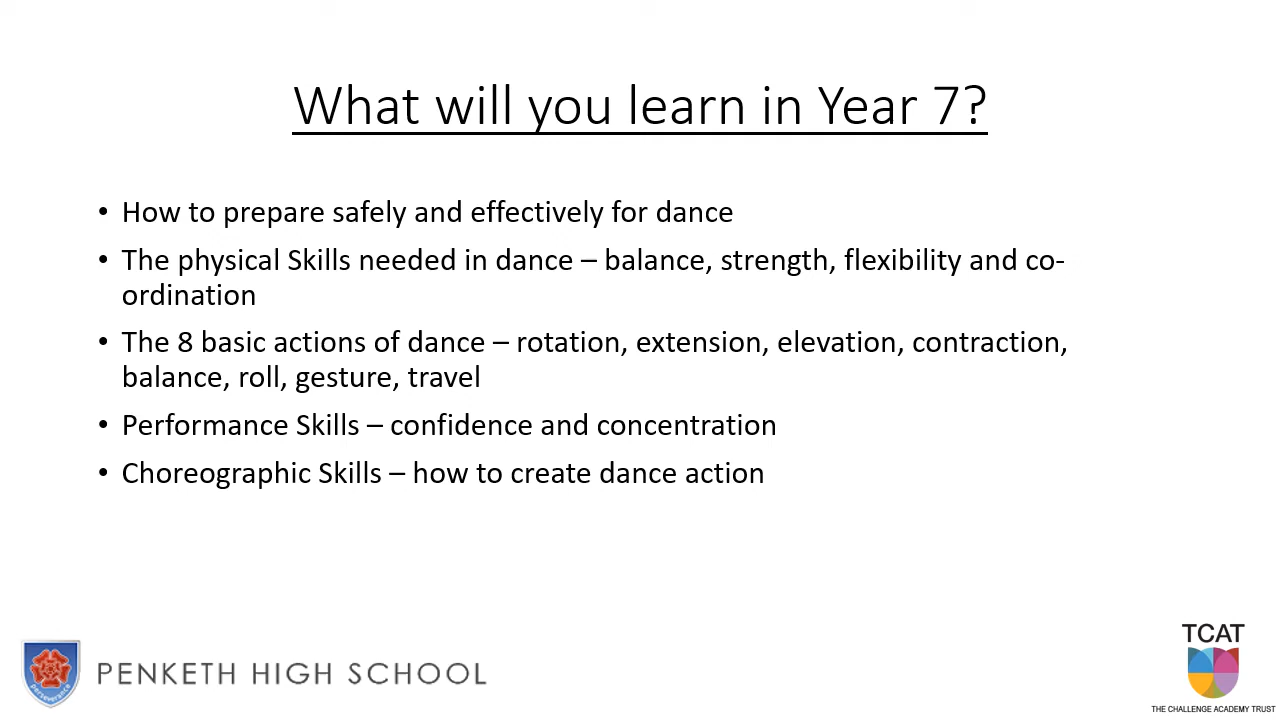 What will you learn in Year 7?
• How to prepare safely and effectively for dance
• The physical Skills needed in dance – balance, strength, flexibility and co-
ordination
• The 8 basic actions of dance – rotation, extension, elevation, contraction,
balance, roll, gesture, travel
• Performance Skills – confidence and concentration
• Choreographic Skills – how to create dance action
perseverance
PENKETH HIGH SCHOOL
TCAT
THE CHALLENGE ACADEMY TRUST